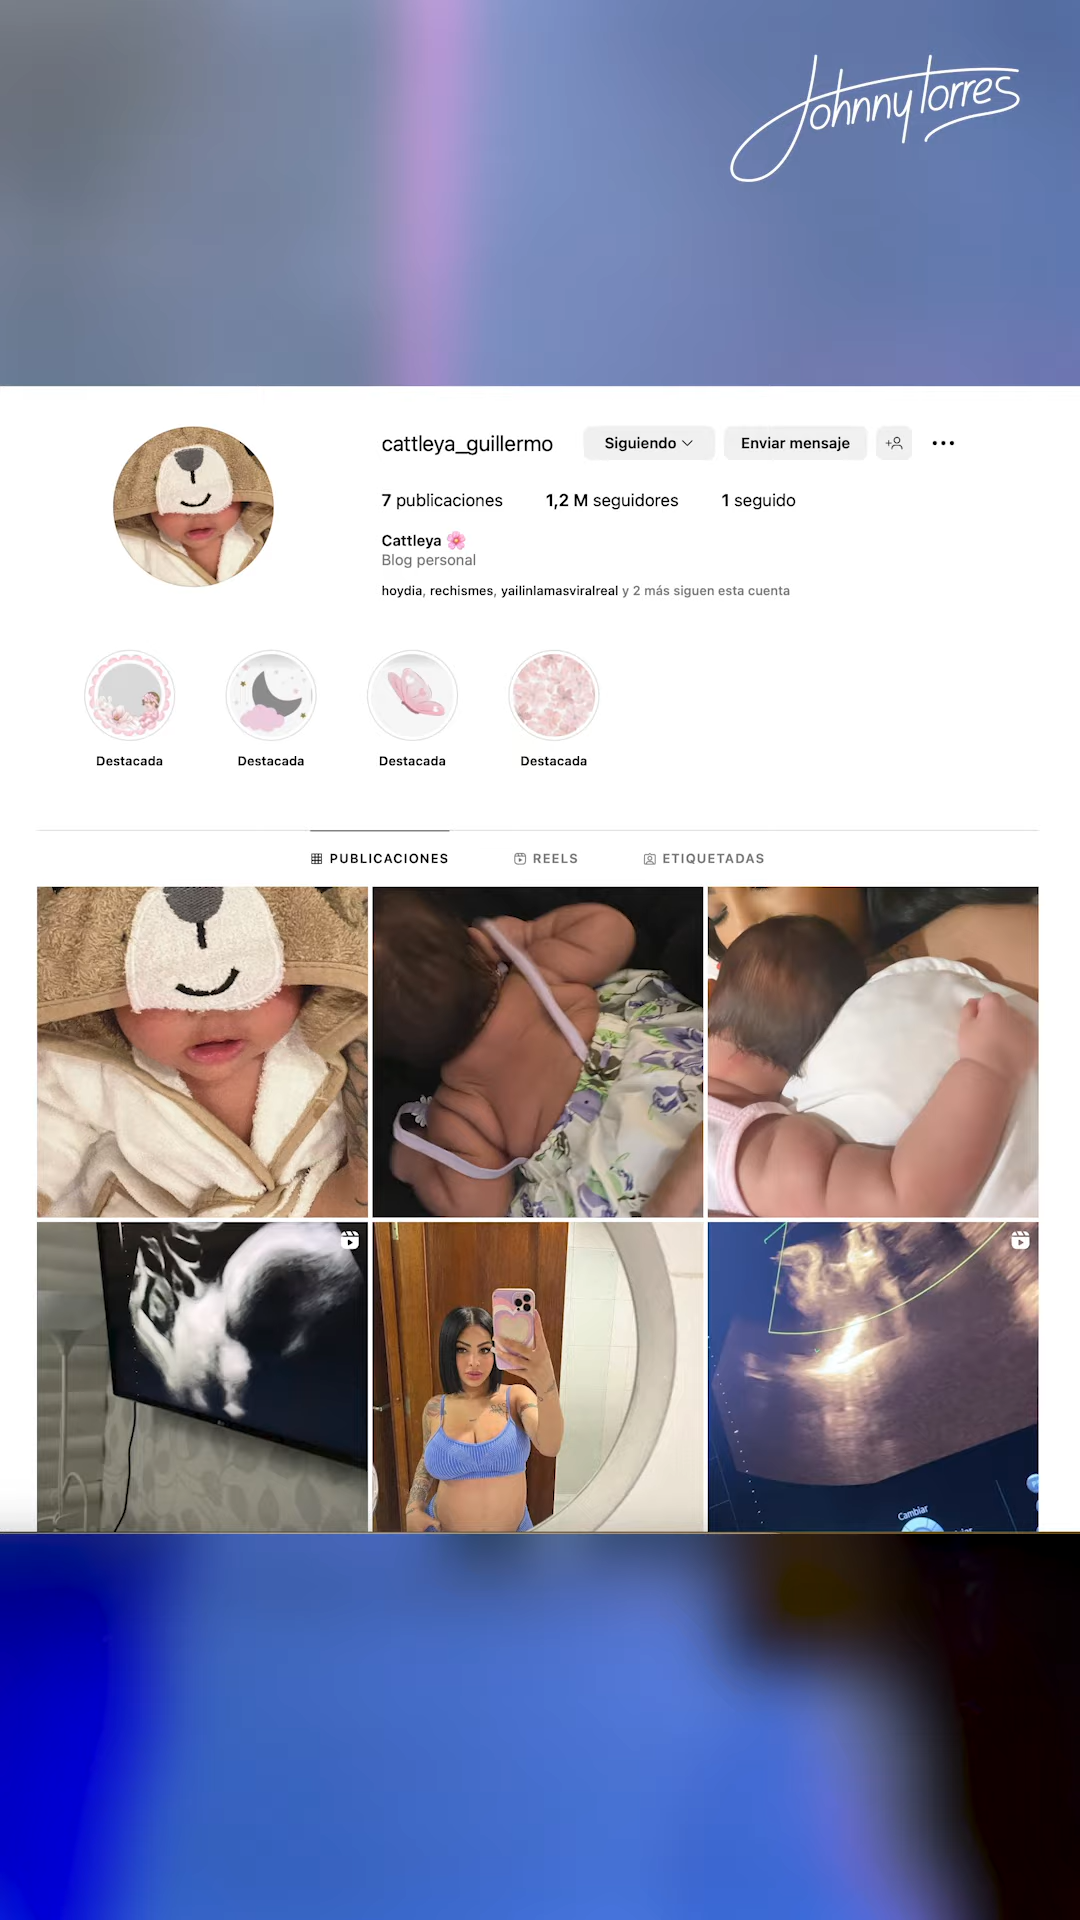 Johnny Torres
cattleya_guillermo Siguiendo Enviar mensaje
7 publicaciones 1,2 M seguidores 1 seguido
Cattleya 🌸
Blog personal
hoydia, rechismes, yailinlamasviralreal y 2 más siguen esta cuenta
Destacada Destacada Destacada Destacada
PUBLICACIONES REELS ETIQUETADAS
Cambiar